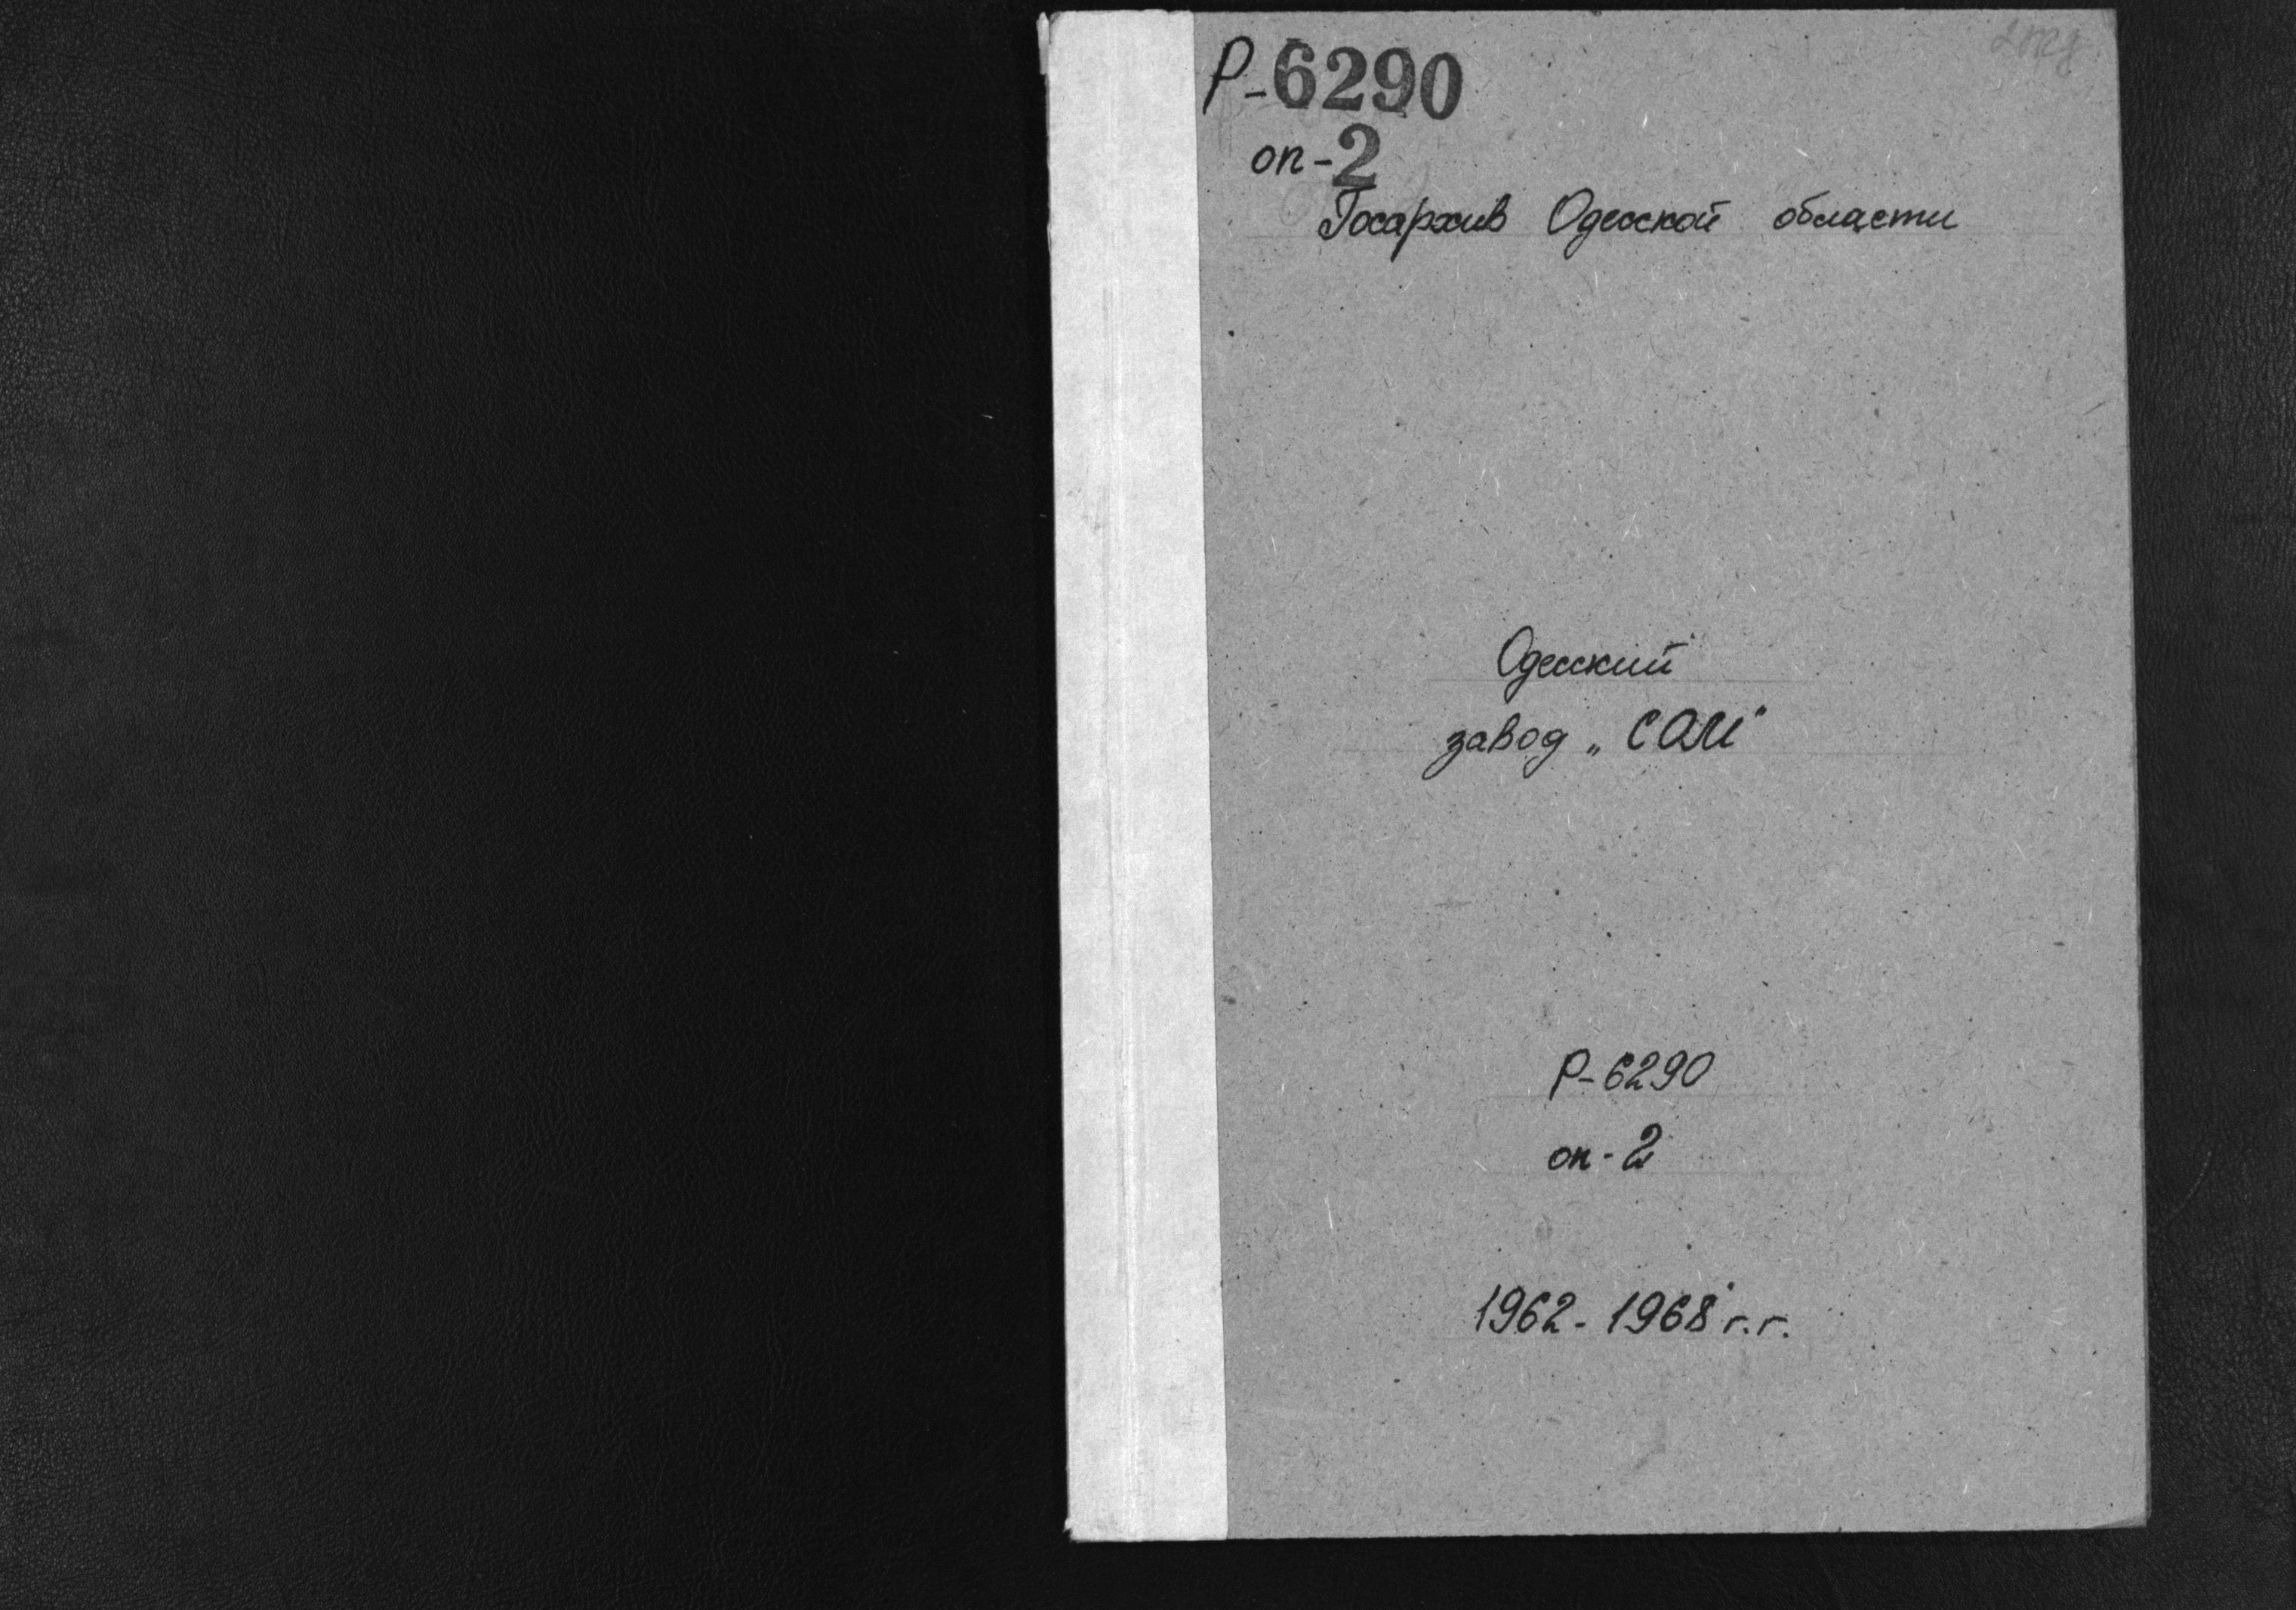 Р-6290
оп-2
Госархив Одесской области
Одесский
завод „СОМ"
Р-6290
оп-2
1962-1968 г.г.